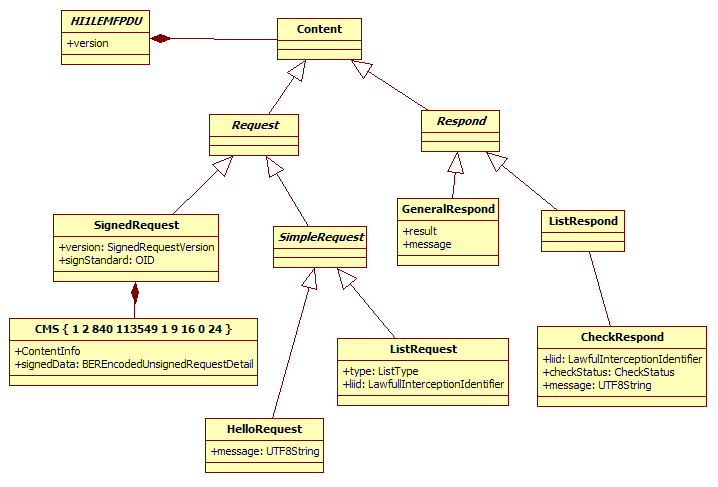 HI1LEMFPDU
+version
Content
Request
Respond
SignedRequest
+version: SignedRequestVersion
+signStandard: OID
SimpleRequest
GeneralRespond
+result
+message
ListRespond
CMS { 1 2 840 113549 1 9 16 0 24 }
+ContentInfo
+signedData: BEREncodedUnsignedRequestDetail
ListRequest
+type: ListType
+liid: LawfullInterceptionIdentifier
CheckRespond
+liid: LawfulInterceptionIdentifier
+checkStatus: CheckStatus
+message: UTF8String
HelloRequest
+message: UTF8String